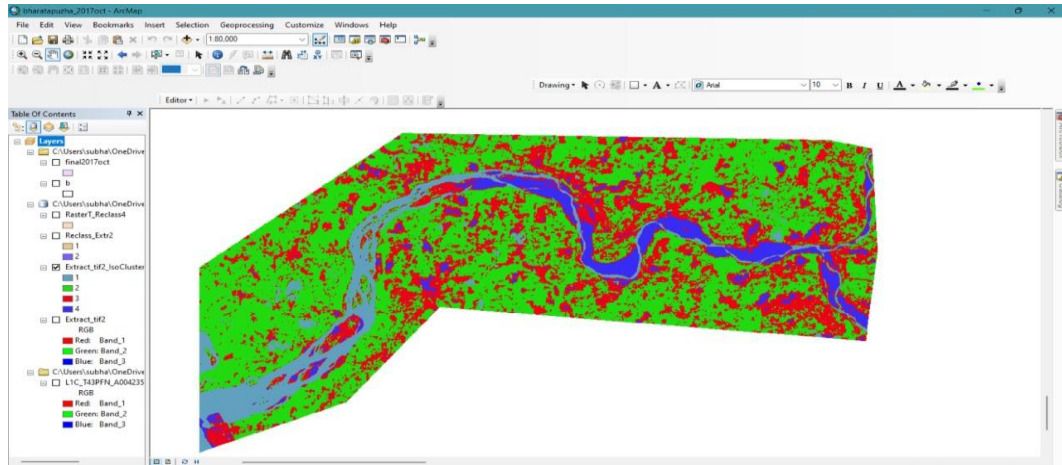 bharatapuzha_2017oct - ArcMap
File Edit View Bookmarks Insert Selection Geoprocessing Customize Windows Help
1:80,000
Drawing Arial 10 B I U A
Editor
Table Of Contents
Layers
C:\Users\subha\OneDrive
final2017oct
b
C:\Users\subha\OneDrive
RasterT_Reclass4
Reclass_Extr2
1
2
Extract_tif2_IsoCluster
1
2
3
4
Extract_tif2
RGB
Red: Band_1
Green: Band_2
Blue: Band_3
C:\Users\subha\OneDrive
L1C_T43PFN_A004235
RGB
Red: Band_1
Green: Band_2
Blue: Band_3